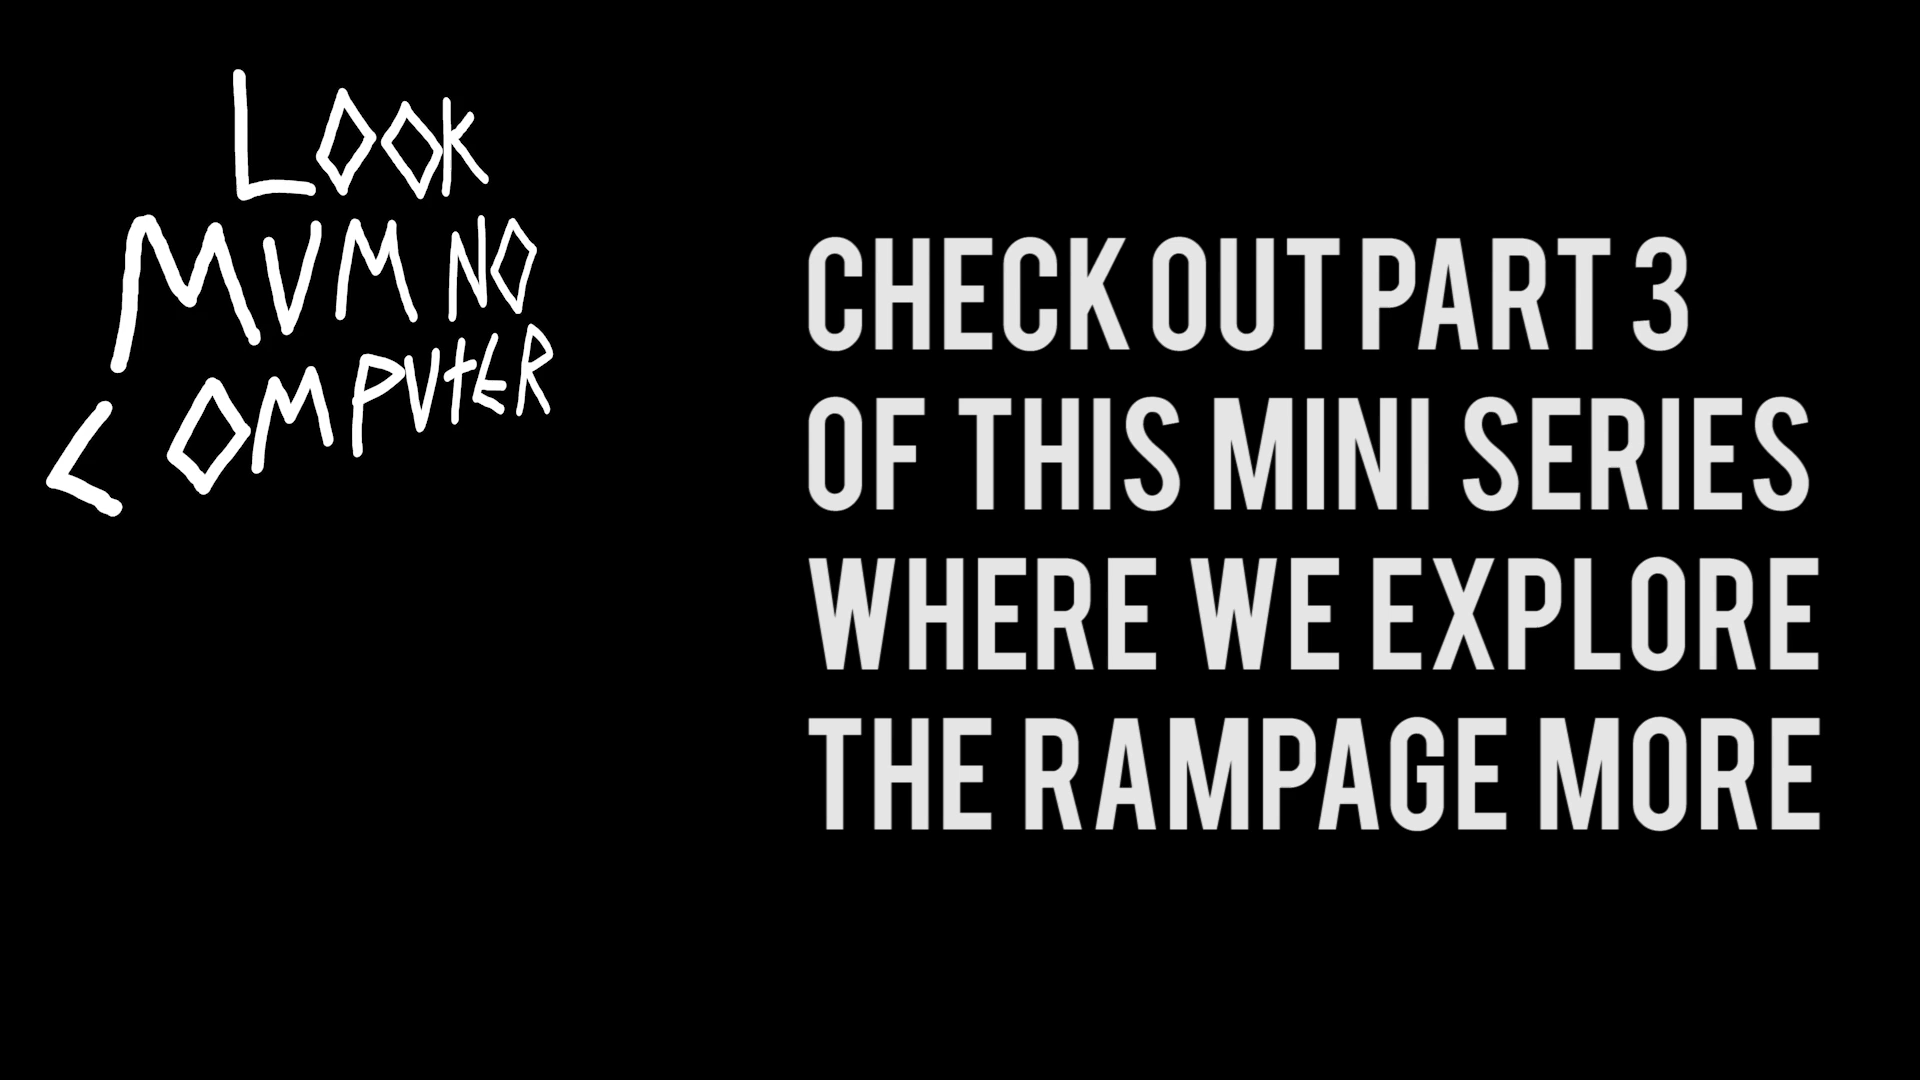 LOOK
MUM NO
COMPUTER
CHECK OUT PART 3
OF THIS MINI SERIES
WHERE WE EXPLORE
THE RAMPAGE MORE